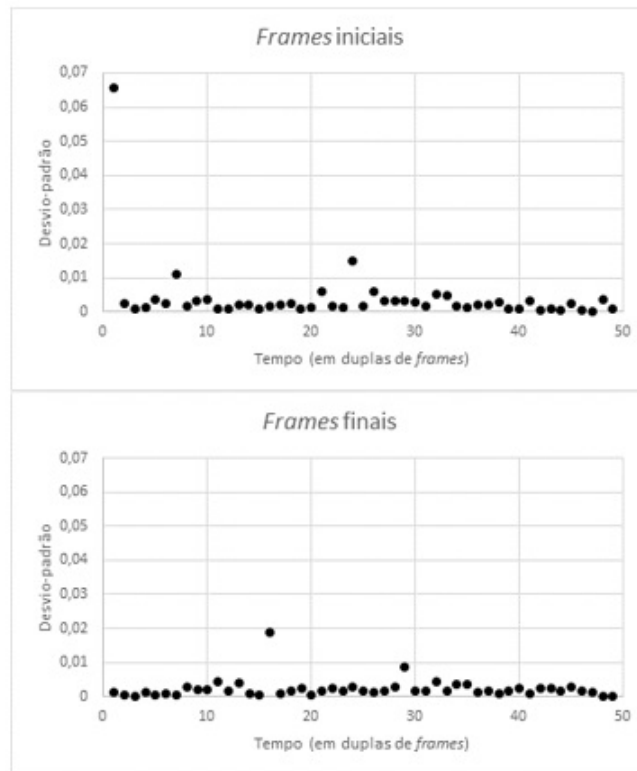 Frames iniciais
0,07
0,06
0,05
0,04
0,03
0,02
0,01
0
Desvio-padrão
0 10 20 30 40 50
Tempo (em duplas de frames)
Frames finais
0,07
0,06
0,05
0,04
0,03
0,02
0,01
0
Desvio-padrão
0 10 20 30 40 50
Tempo (em duplas de frames)